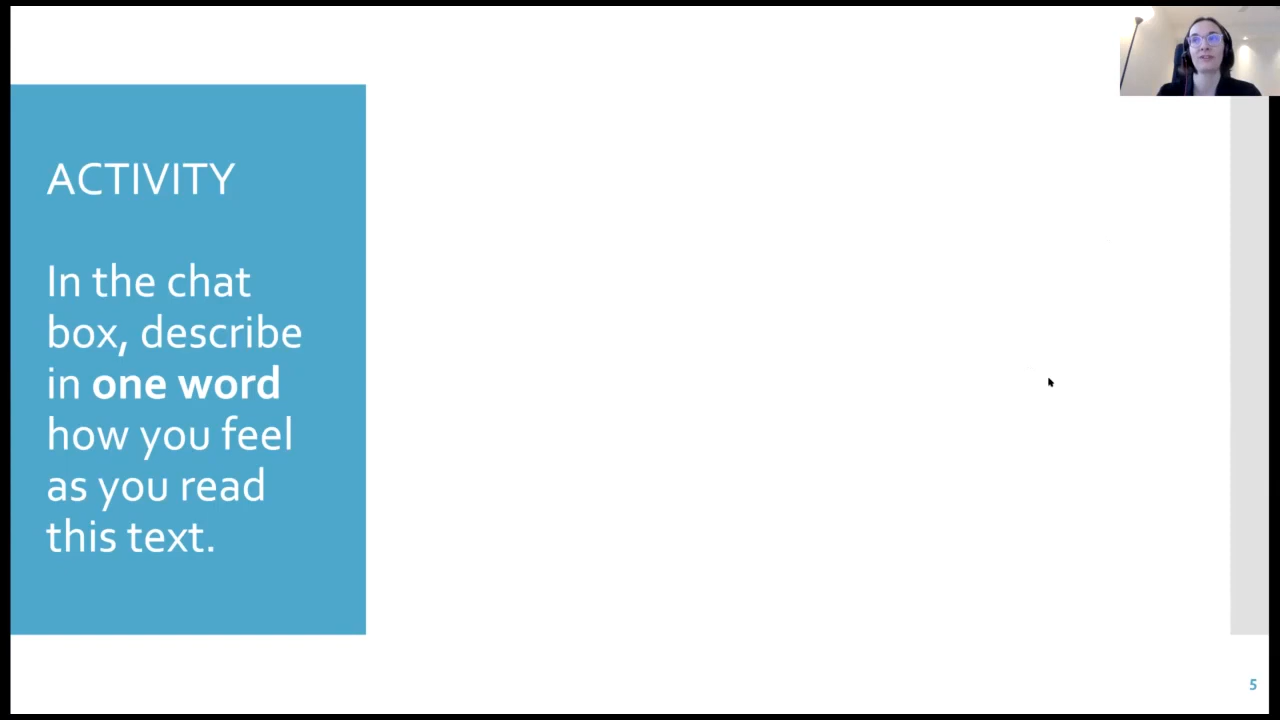 ACTIVITY
In the chat
box, describe
in one word
how you feel
as you read
this text.
5